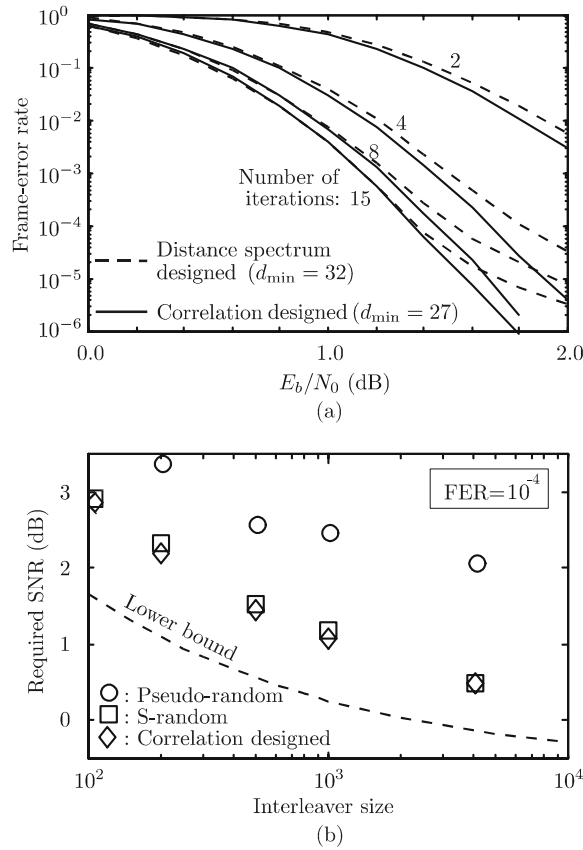 10^0
10^-1
10^-2
10^-3
10^-4
10^-5
10^-6
Frame-error rate
2
4
8
Number of
iterations: 15
Distance spectrum
designed (d_min = 32)
Correlation designed (d_min = 27)
0.0 1.0 2.0
E_b/N_0 (dB)
(a)
3
2
1
0
Required SNR (dB)
FER=10^-4
Lower bound
: Pseudo-random
: S-random
: Correlation designed
10^2 10^3 10^4
Interleaver size
(b)